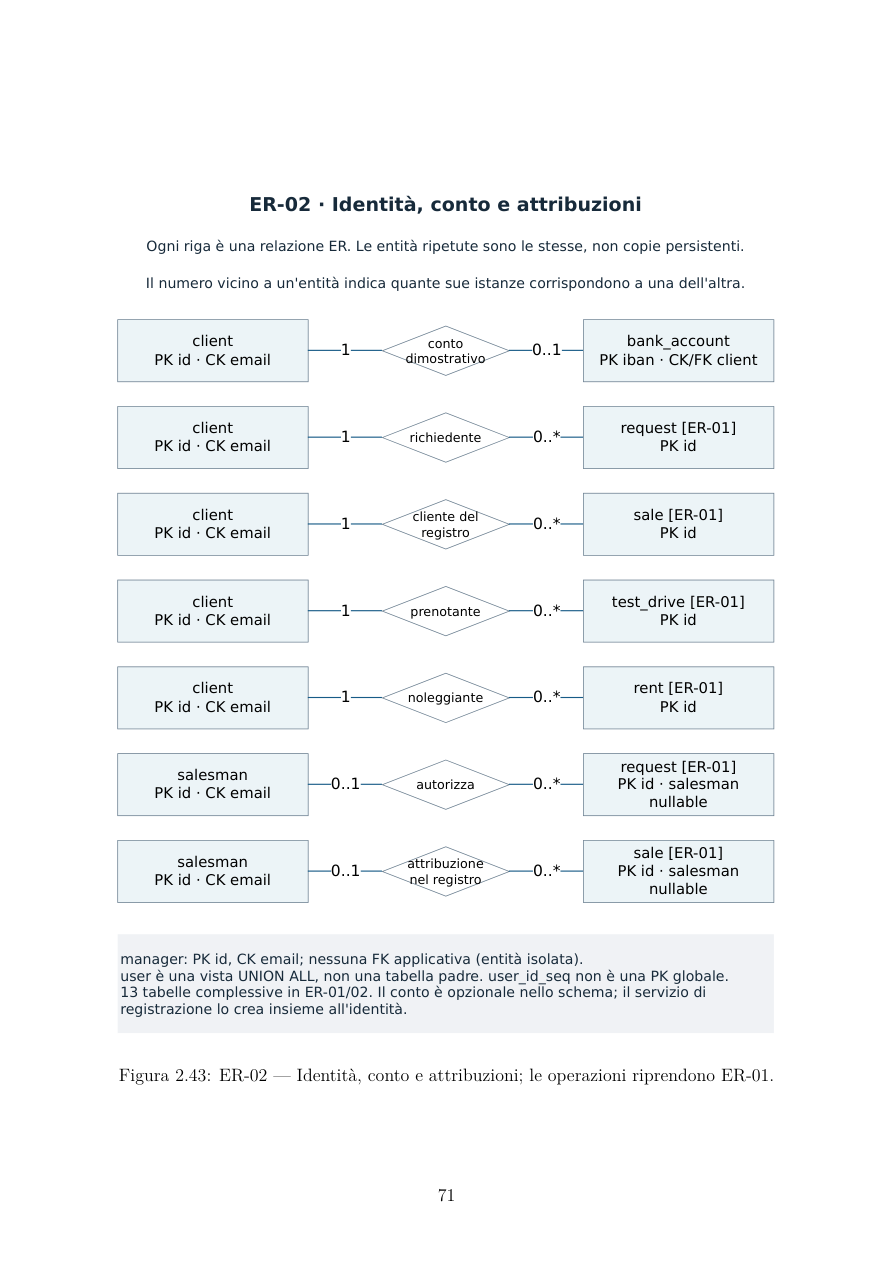 ER-02 · Identità, conto e attribuzioni
Ogni riga è una relazione ER. Le entità ripetute sono le stesse, non copie persistenti.
Il numero vicino a un'entità indica quante sue istanze corrispondono a una dell'altra.
client
PK id · CK email
1
conto
dimostrativo
0..1
bank_account
PK iban · CK/FK client
client
PK id · CK email
1
richiedente
0..*
request [ER-01]
PK id
client
PK id · CK email
1
cliente del
registro
0..*
sale [ER-01]
PK id
client
PK id · CK email
1
prenotante
0..*
test_drive [ER-01]
PK id
client
PK id · CK email
1
noleggiante
0..*
rent [ER-01]
PK id
salesman
PK id · CK email
0..1
autorizza
0..*
request [ER-01]
PK id · salesman
nullable
salesman
PK id · CK email
0..1
attribuzione
nel registro
0..*
sale [ER-01]
PK id · salesman
nullable
manager: PK id, CK email; nessuna FK applicativa (entità isolata).
user è una vista UNION ALL, non una tabella padre. user_id_seq non è una PK globale.
13 tabelle complessive in ER-01/02. Il conto è opzionale nello schema; il servizio di
registrazione lo crea insieme all'identità.
Figura 2.43: ER-02 — Identità, conto e attribuzioni; le operazioni riprendono ER-01.
71